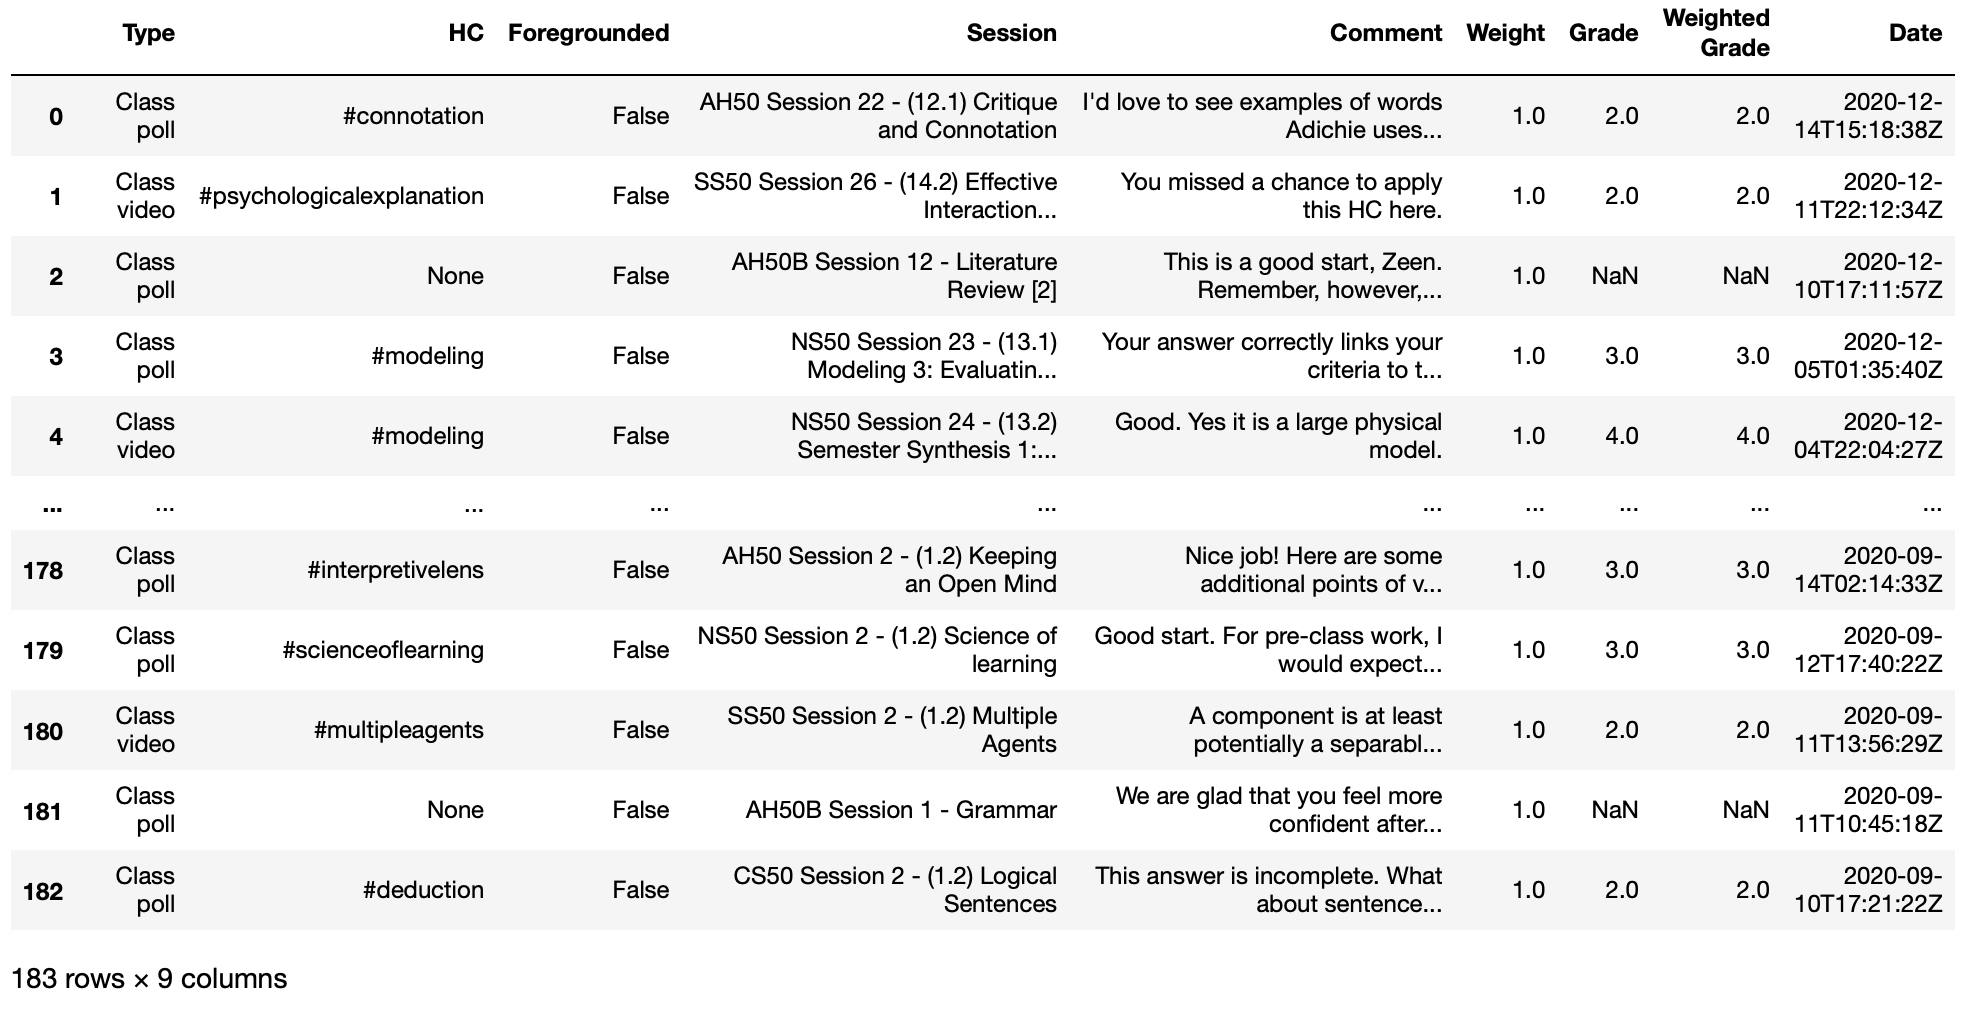 Type HC Foregrounded Session Comment Weight Grade Weighted Grade Date
0 Class poll #connotation False AH50 Session 22 - (12.1) Critique and Connotation I'd love to see examples of words Adichie uses... 1.0 2.0 2.0 2020-12-14T15:18:38Z
1 Class video #psychologicalexplanation False SS50 Session 26 - (14.2) Effective Interaction... You missed a chance to apply this HC here. 1.0 2.0 2.0 2020-12-11T22:12:34Z
2 Class poll None False AH50B Session 12 - Literature Review [2] This is a good start, Zeen. Remember, however,... 1.0 NaN NaN 2020-12-10T17:11:57Z
3 Class poll #modeling False NS50 Session 23 - (13.1) Modeling 3: Evaluatin... Your answer correctly links your criteria to t... 1.0 3.0 3.0 2020-12-05T01:35:40Z
4 Class video #modeling False NS50 Session 24 - (13.2) Semester Synthesis 1:... Good. Yes it is a large physical model. 1.0 4.0 4.0 2020-12-04T22:04:27Z
... ... ... ... ... ... ... ... ... ...
178 Class poll #interpretivelens False AH50 Session 2 - (1.2) Keeping an Open Mind Nice job! Here are some additional points of v... 1.0 3.0 3.0 2020-09-14T02:14:33Z
179 Class poll #scienceoflearning False NS50 Session 2 - (1.2) Science of learning Good start. For pre-class work, I would expect... 1.0 3.0 3.0 2020-09-12T17:40:22Z
180 Class video #multipleagents False SS50 Session 2 - (1.2) Multiple Agents A component is at least potentially a separabl... 1.0 2.0 2.0 2020-09-11T13:56:29Z
181 Class poll None False AH50B Session 1 - Grammar We are glad that you feel more confident after... 1.0 NaN NaN 2020-09-11T10:45:18Z
182 Class poll #deduction False CS50 Session 2 - (1.2) Logical Sentences This answer is incomplete. What about sentence... 1.0 2.0 2.0 2020-09-10T17:21:22Z
183 rows × 9 columns